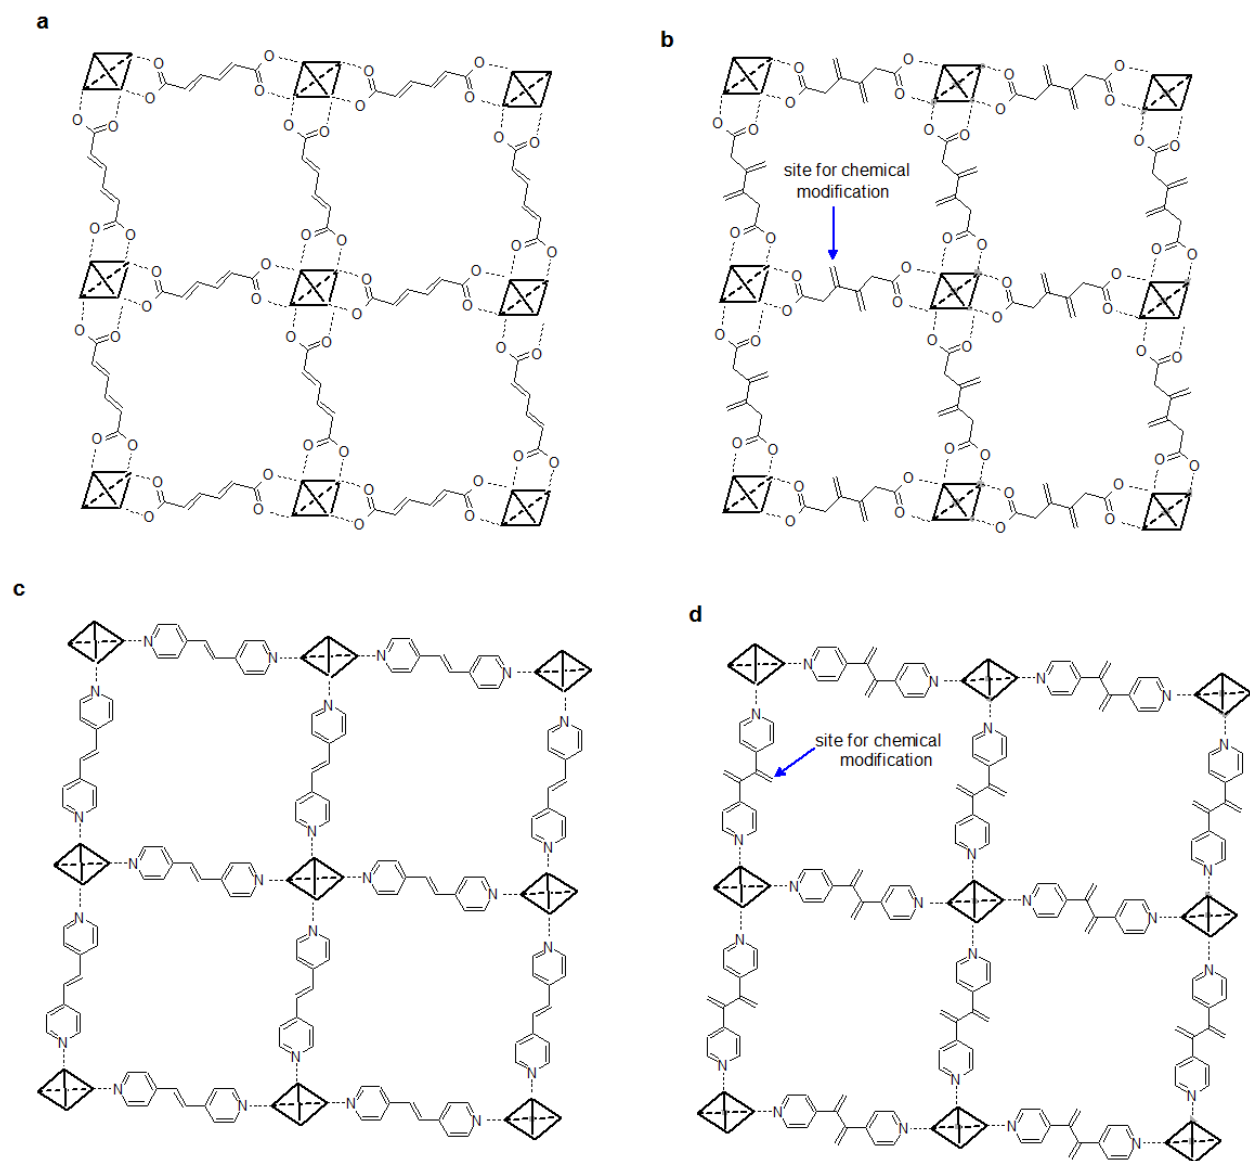 a
b
site for chemical
modification
c
d
site for chemical
modification